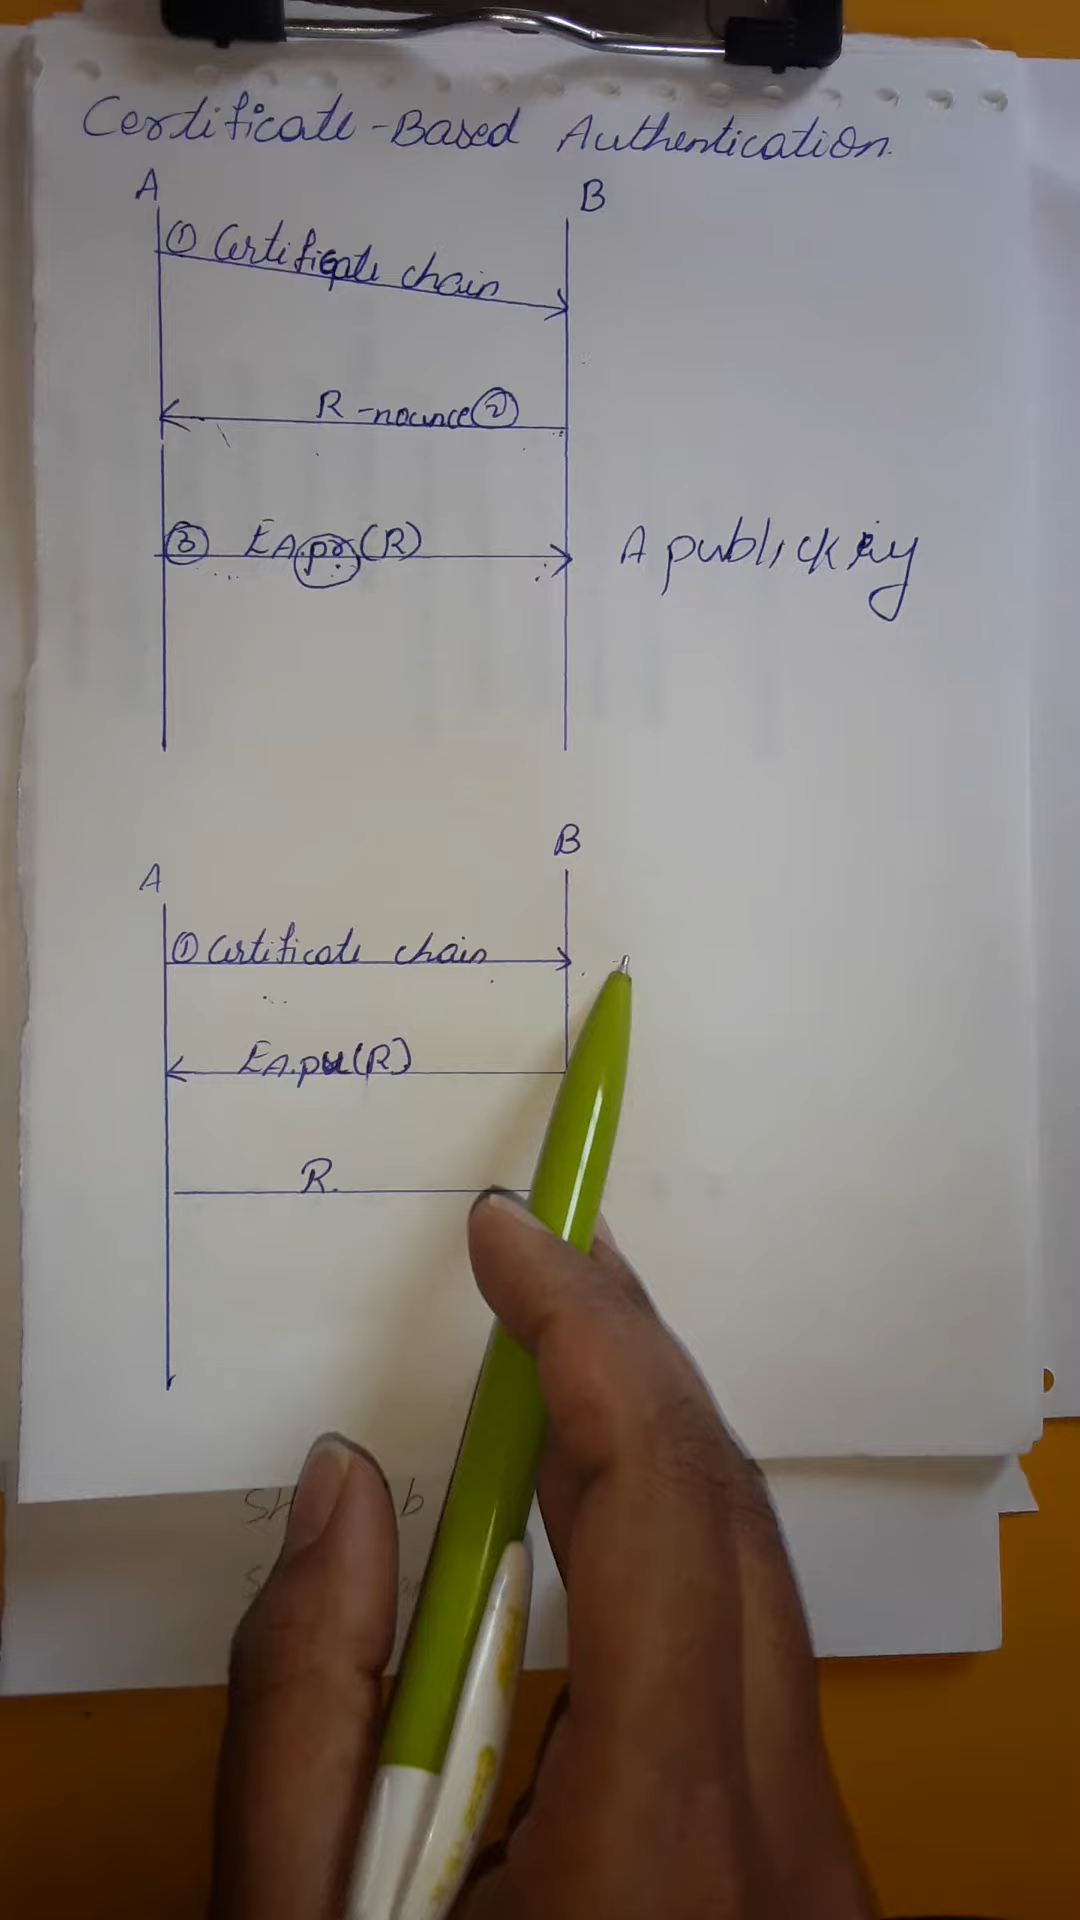 Certificate-Based Authentication.
A
B
① Certificate chain
R-nounce ②
③ EA.pr(R)
A public key
B
A
① Certificate chain
EA.pu(R)
R.
b